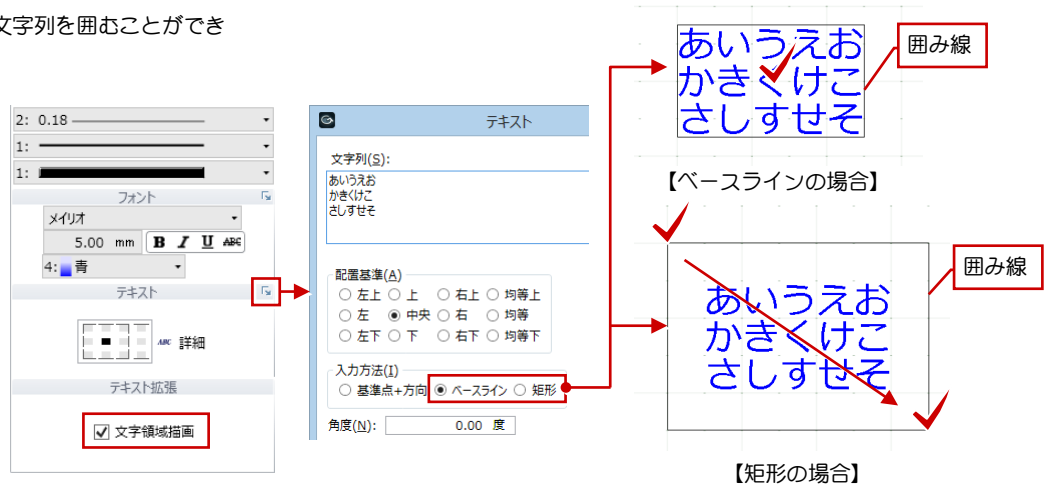 文字列を囲むことができ
2: 0.18
1:
1:
フォント
メイリオ
5.00 mm B I U ABC
4: 青
テキスト
ABC 詳細
テキスト拡張
文字領域描画
テキスト
文字列(S):
あいうえお
かきくけこ
さしすせそ
配置基準(A)
左上 上 右上 均等上
左 中央 右 均等
左下 下 右下 均等下
入力方法(I)
基準点+方向 ベースライン 矩形
角度(N): 0.00 度
あいうえお
かきくけこ
さしすせそ
囲み線
【ベースラインの場合】
あいうえお
かきくけこ
さしすせそ
囲み線
【矩形の場合】